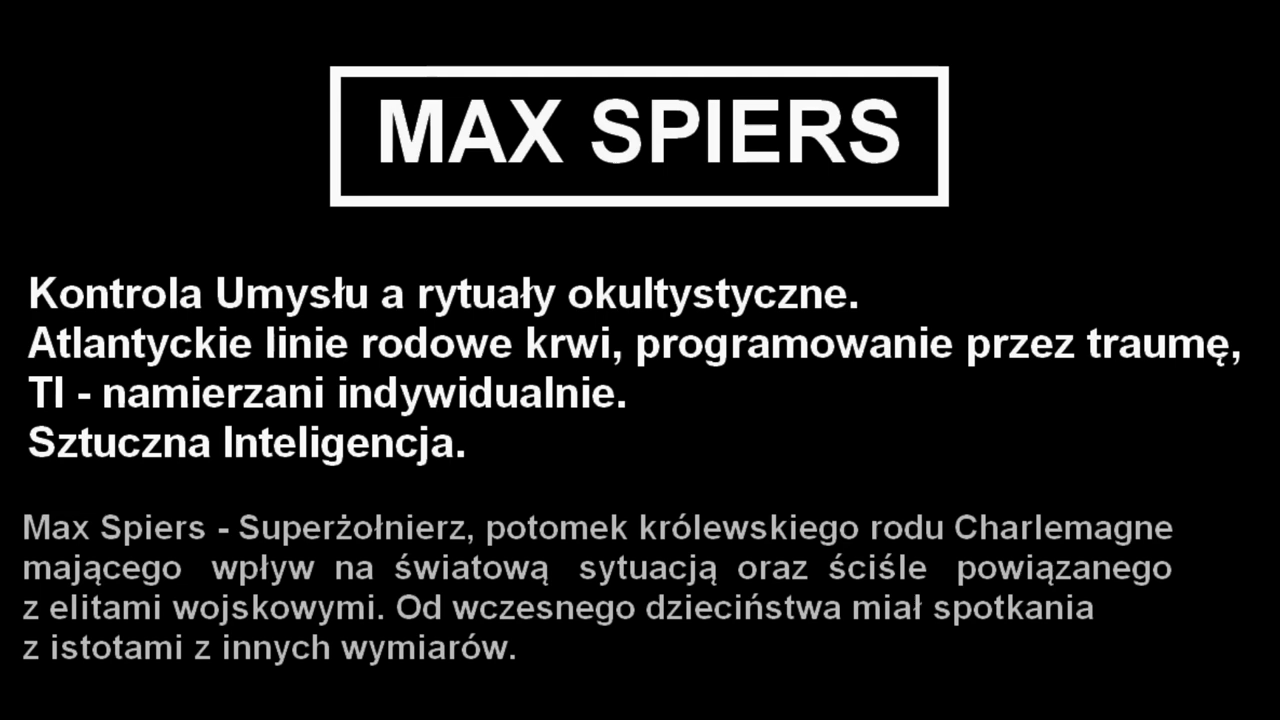 MAX SPIERS
Kontrola Umysłu a rytuały okultystyczne.
Atlantyckie linie rodowe krwi, programowanie przez traumę,
TI - namierzani indywidualnie.
Sztuczna Inteligencja.
Max Spiers - Superżołnierz, potomek królewskiego rodu Charlemagne
mającego wpływ na światową sytuacją oraz ściśle powiązanego
z elitami wojskowymi. Od wczesnego dzieciństwa miał spotkania
z istotami z innych wymiarów.